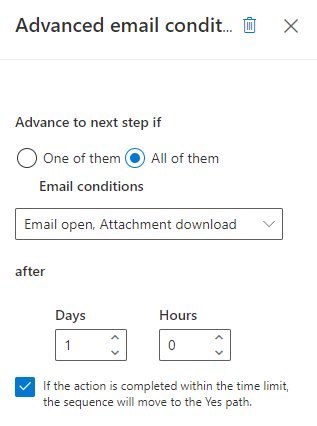 Advanced email condit...
Advance to next step if
One of them All of them
Email conditions
Email open, Attachment download
after
Days Hours
1 0
If the action is completed within the time limit,
the sequence will move to the Yes path.